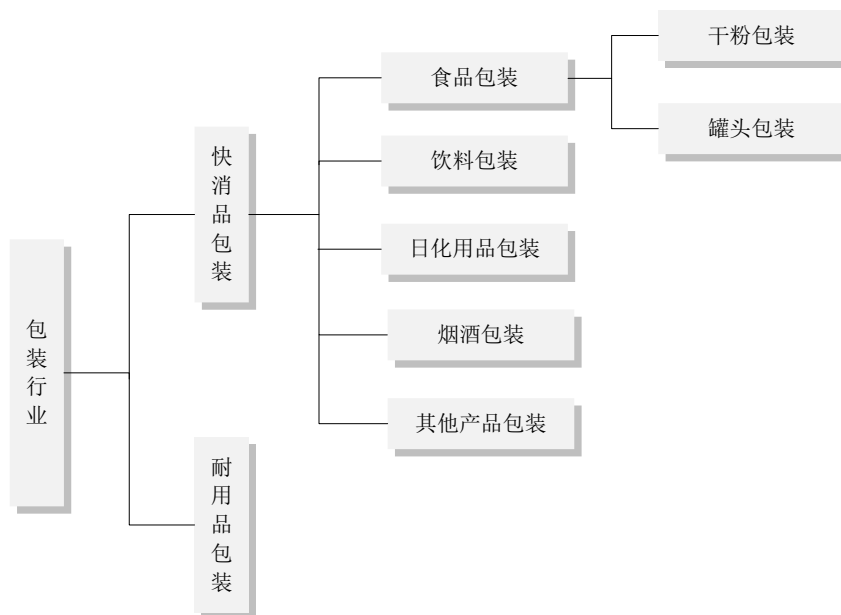 包装行业
快消品包装
耐用品包装
食品包装
饮料包装
日化用品包装
烟酒包装
其他产品包装
干粉包装
罐头包装